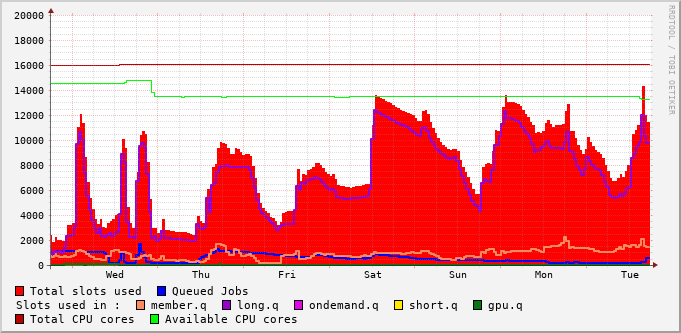 RRDTOOL / TOBI OETIKER
20000
18000
16000
14000
12000
10000
8000
6000
4000
2000
0
Wed Thu Fri Sat Sun Mon Tue
Total slots used Queued Jobs
Slots used in : member.q long.q ondemand.q short.q gpu.q
Total CPU cores Available CPU cores